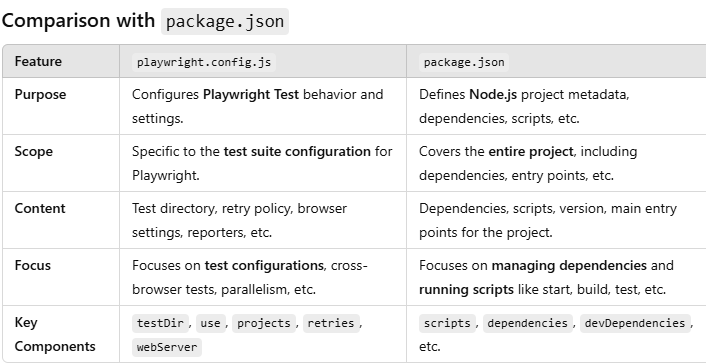 Comparison with package.json
Feature playwright.config.js package.json
Purpose Configures Playwright Test behavior and Defines Node.js project metadata,
settings. dependencies, scripts, etc.
Scope Specific to the test suite configuration for Covers the entire project, including
Playwright. dependencies, entry points, etc.
Content Test directory, retry policy, browser Dependencies, scripts, version, main entry
settings, reporters, etc. points for the project.
Focus Focuses on test configurations, cross- Focuses on managing dependencies and
browser tests, parallelism, etc. running scripts like start, build, test, etc.
Key testDir, use, projects, retries, scripts, dependencies, devDependencies,
Components webServer etc.